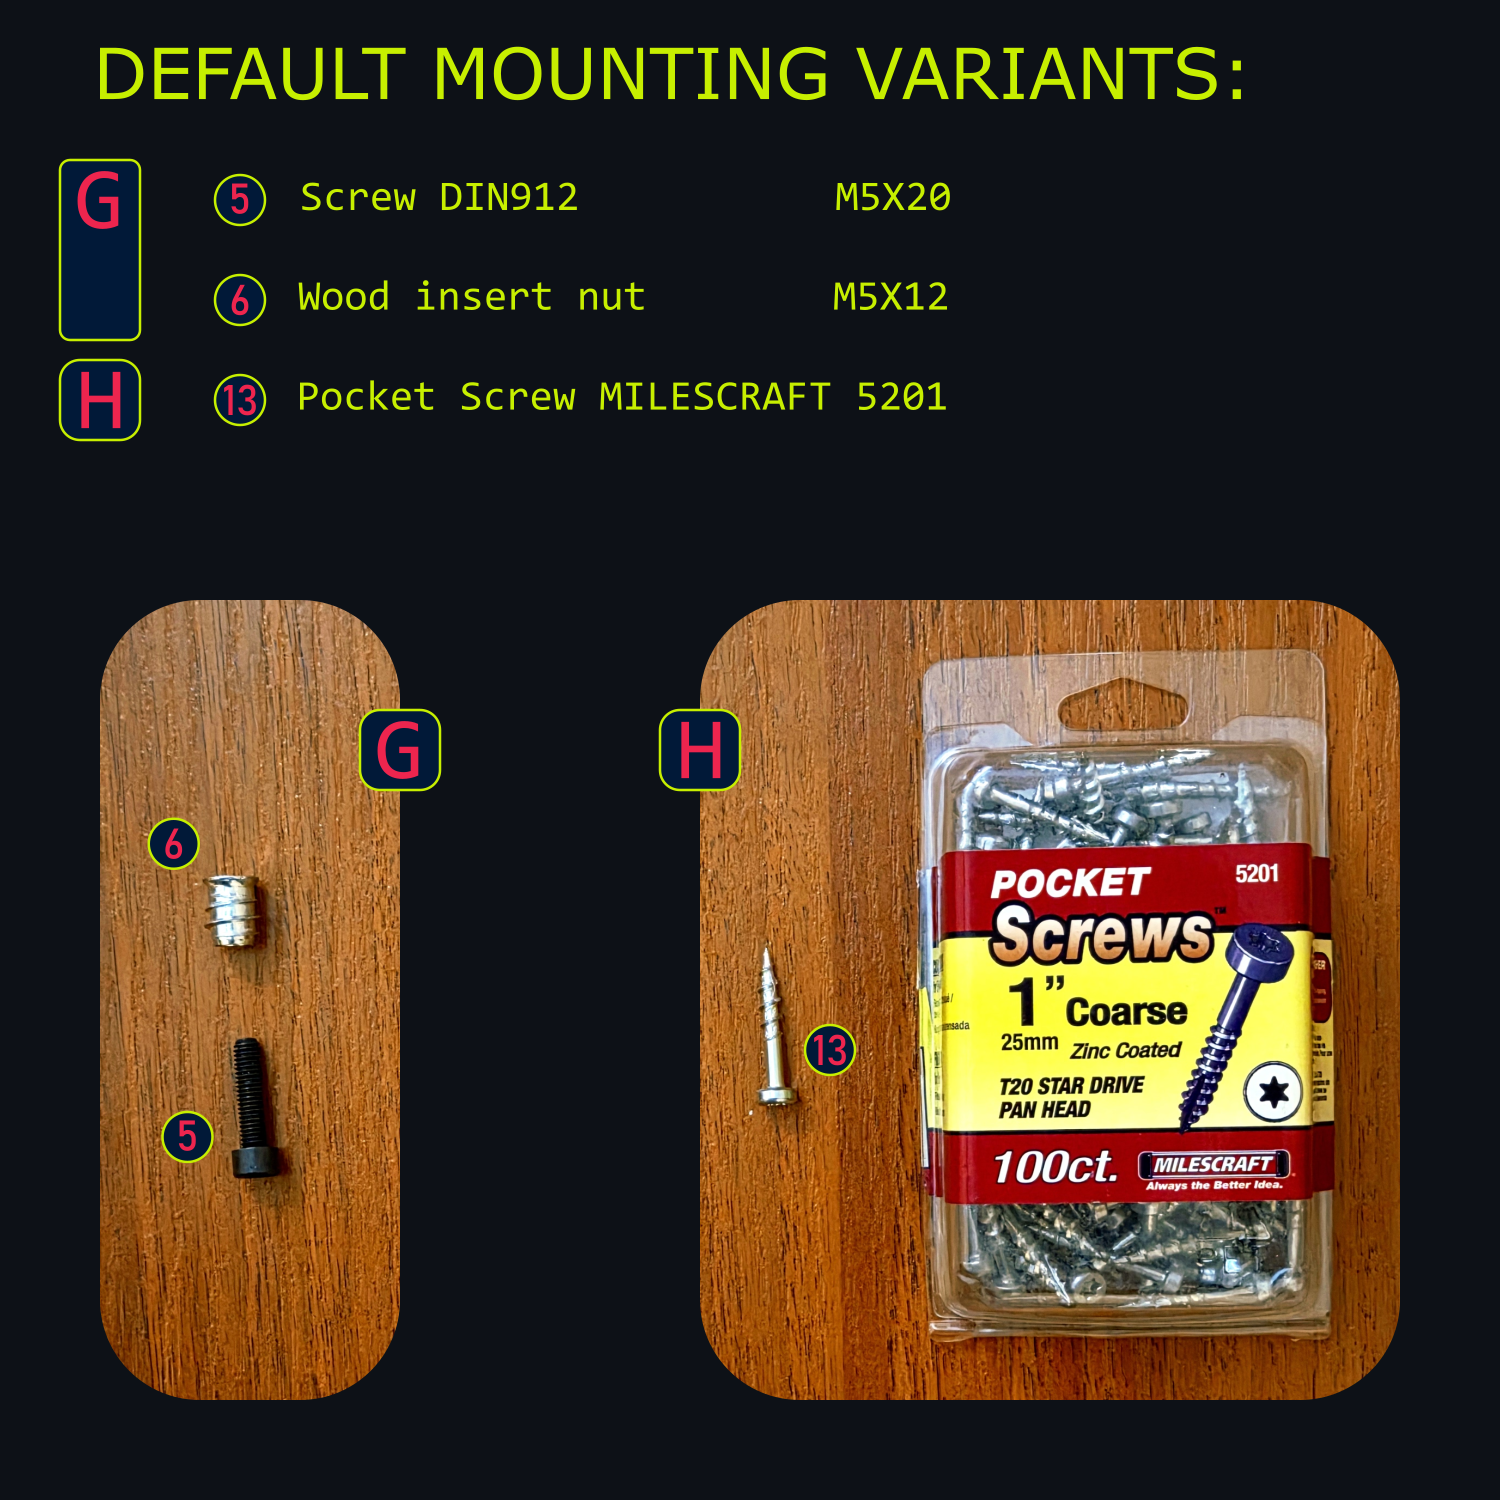 DEFAULT MOUNTING VARIANTS:
G
5 Screw DIN912 M5X20
6 Wood insert nut M5X12
H
13 Pocket Screw MILESCRAFT 5201
G
6
5
H
13
POCKET 5201
Screws™
1” Coarse
25mm Zinc Coated
T20 STAR DRIVE
PAN HEAD
100ct. MILESCRAFT
Always the Better Idea.